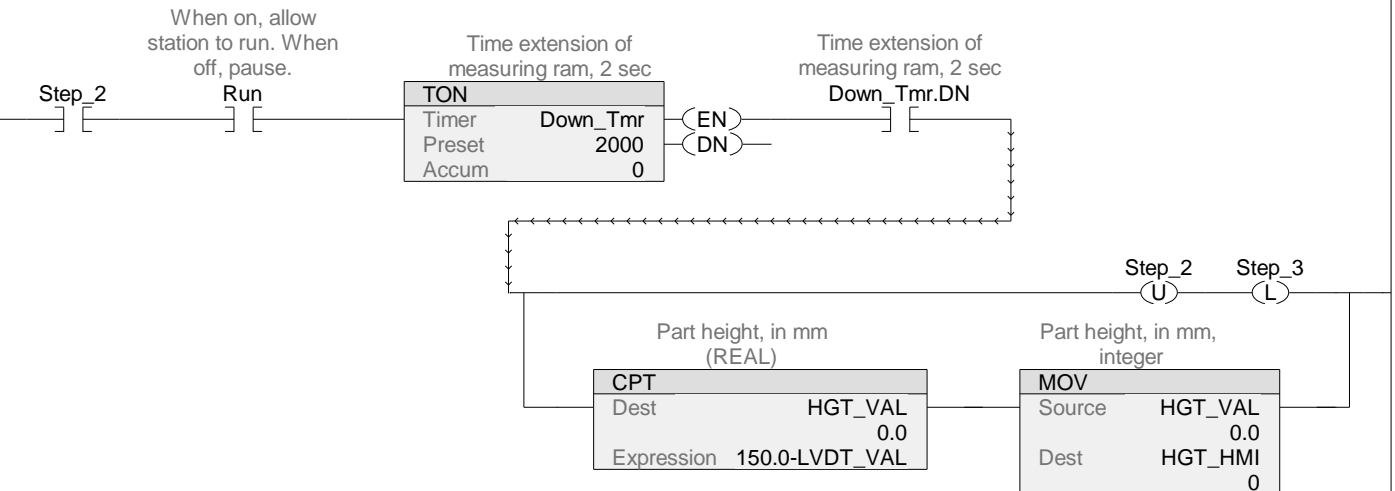 When on, allow
station to run. When
off, pause.
Time extension of
measuring ram, 2 sec
Time extension of
measuring ram, 2 sec
Step_2
Run
TON
Timer Down_Tmr
Preset 2000
Accum 0
EN
DN
Down_Tmr.DN
Step_2
U
Step_3
L
Part height, in mm
(REAL)
CPT
Dest HGT_VAL
0.0
Expression 150.0-LVDT_VAL
Part height, in mm,
integer
MOV
Source HGT_VAL
0.0
Dest HGT_HMI
0